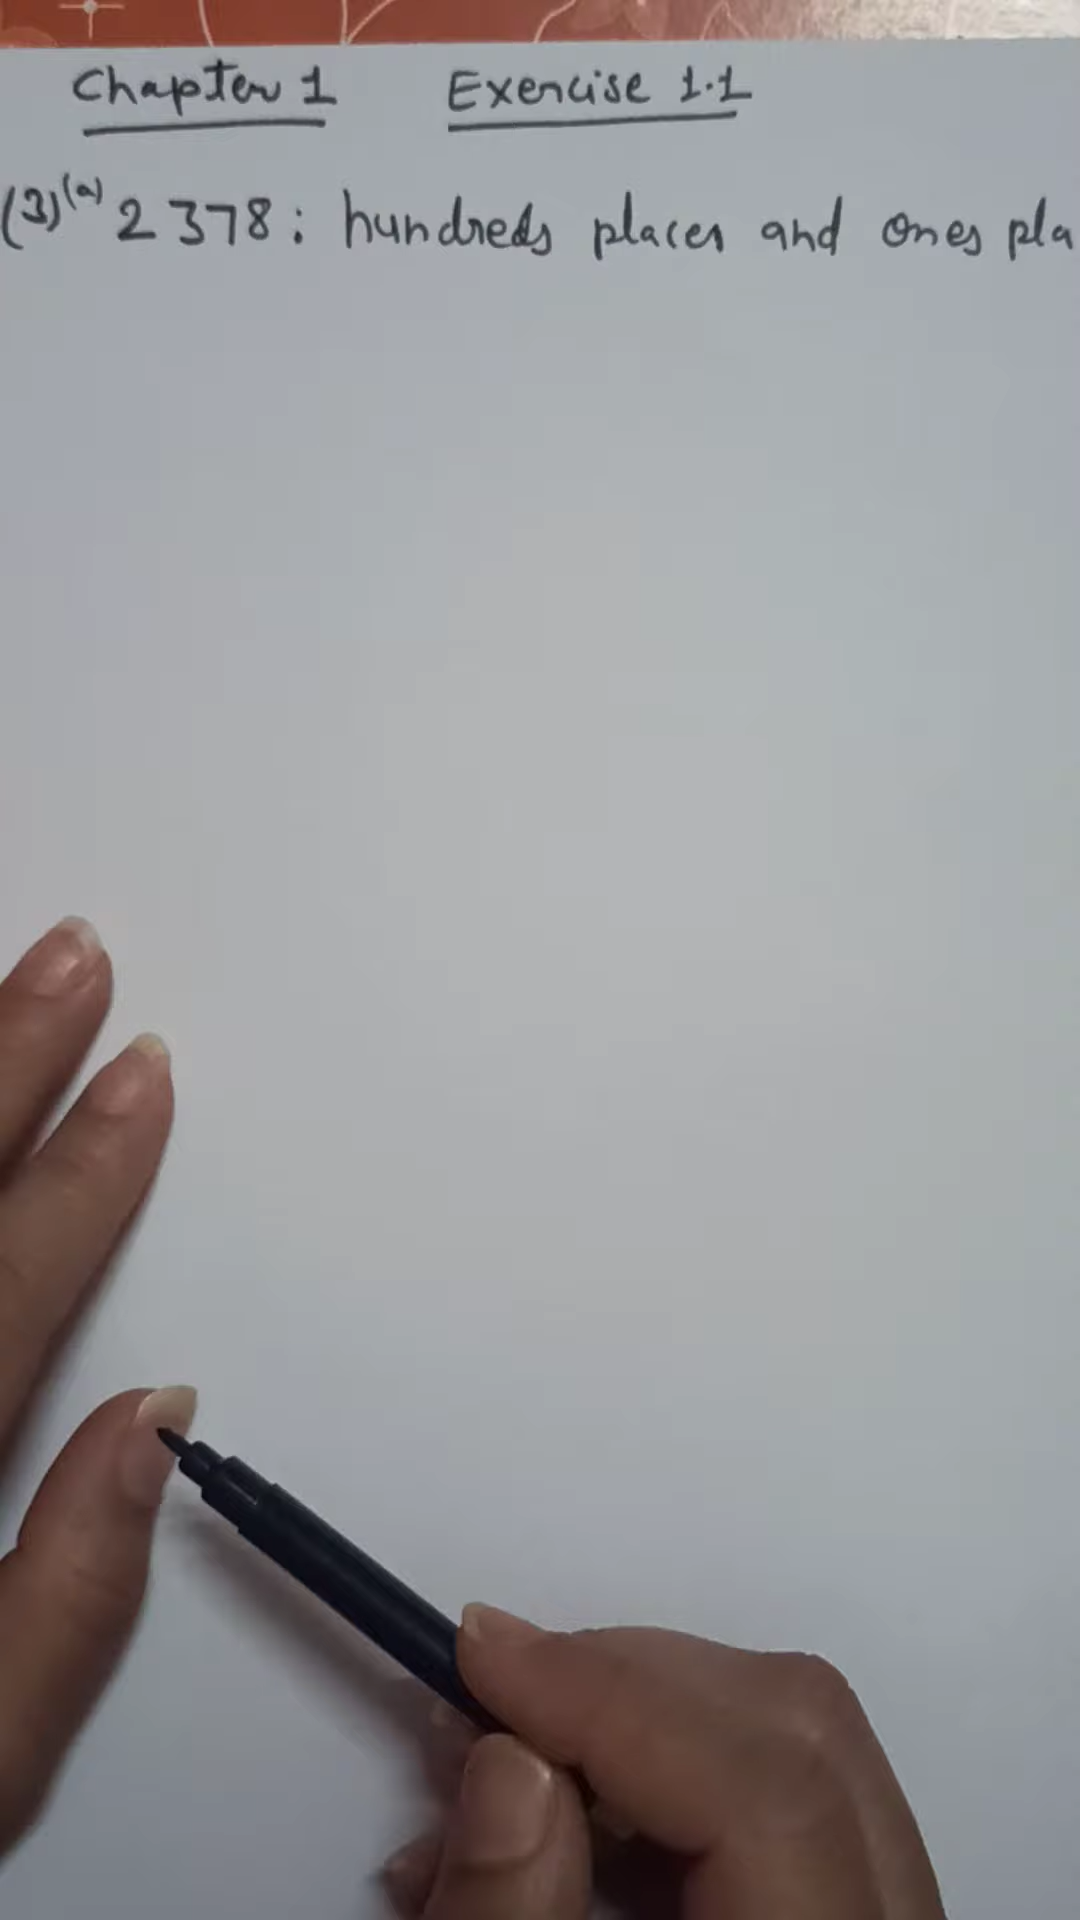 Chapter 1 Exercise 1.1
(3)(a) 2378: hundreds places and ones pla